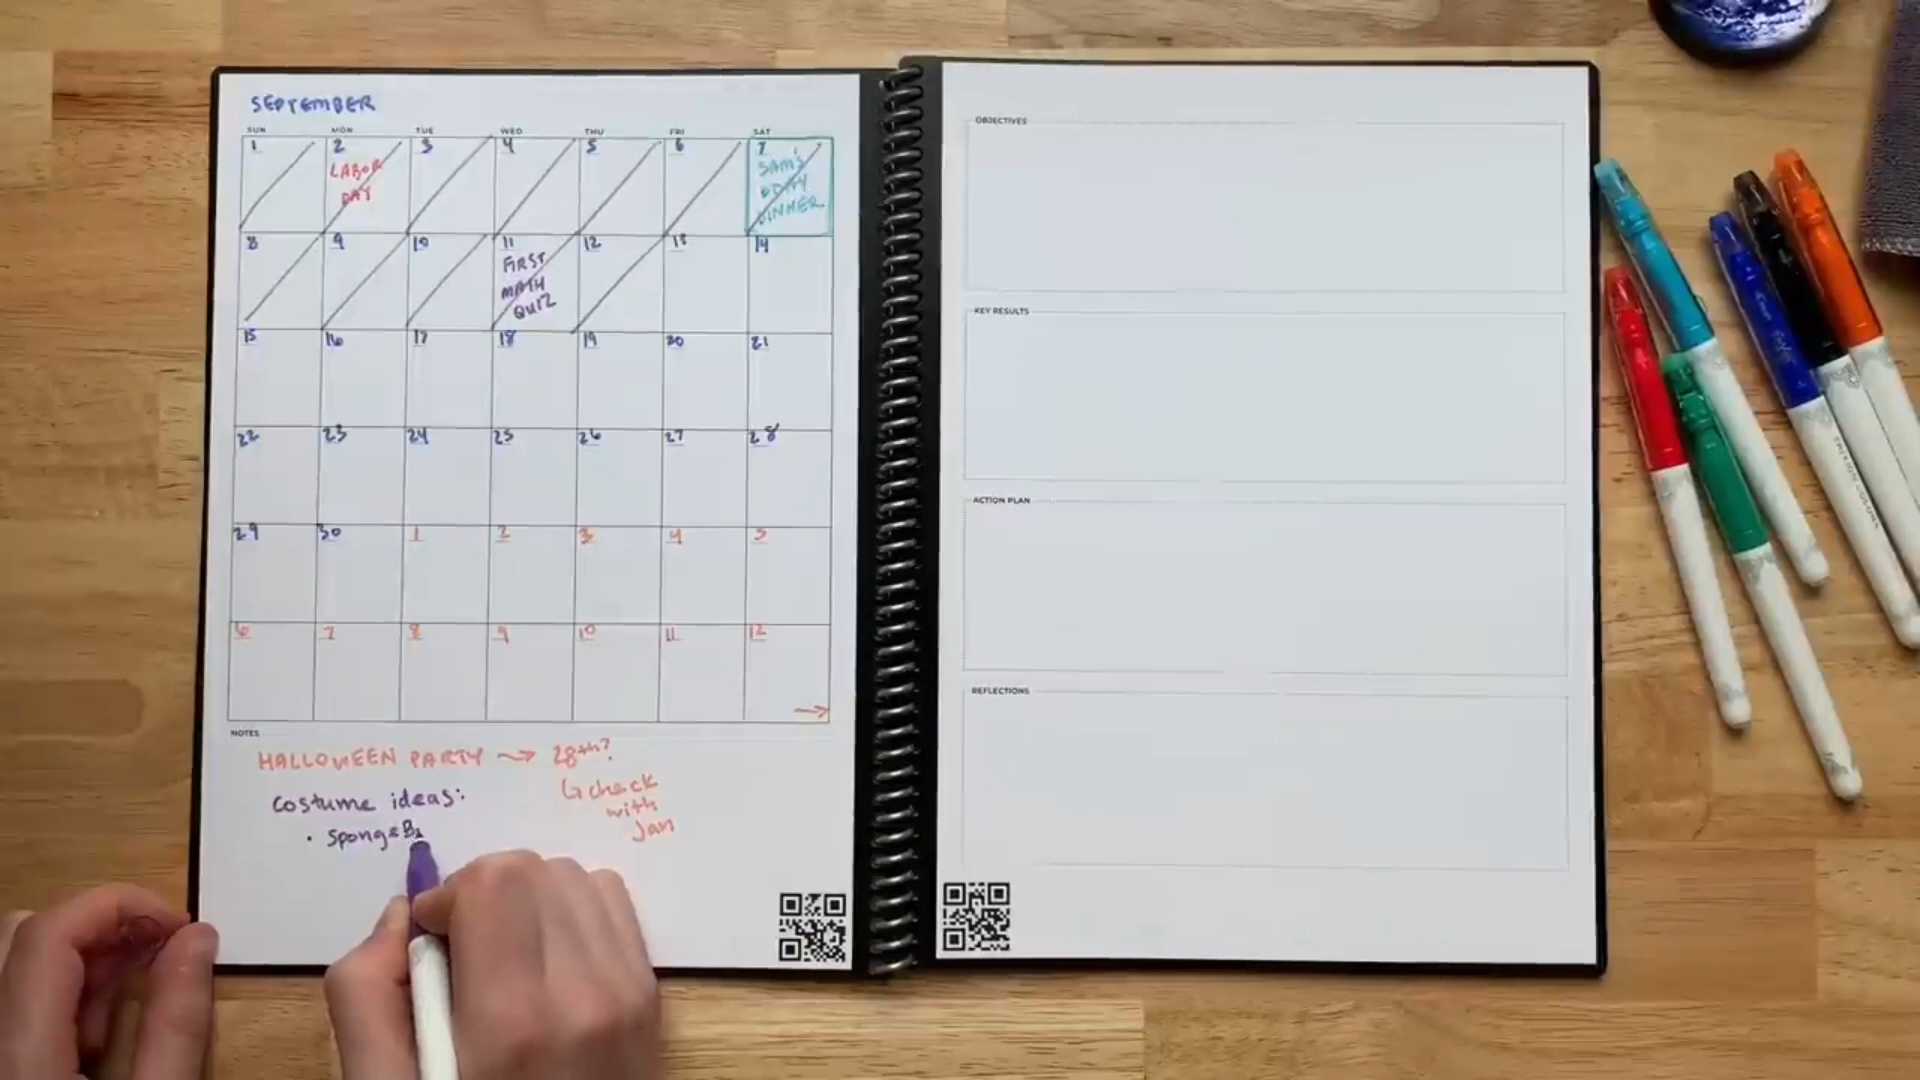 SEPTEMBER
SUN MON TUE WED THU FRI SAT
1 2 3 4 5 6 7
LABOR
DAY
SAM'S
BDAY
DINNER
8 9 10 11 12 13 14
FIRST
MATH
QUIZ
15 16 17 18 19 20 21
22 23 24 25 26 27 28
29 30 1 2 3 4 5
6 7 8 9 10 11 12
→
NOTES
HALLOWEEN PARTY → 28th?
↳ check
with
Jan
Costume ideas:
• SpongeB
OBJECTIVES
KEY RESULTS
ACTION PLAN
REFLECTIONS